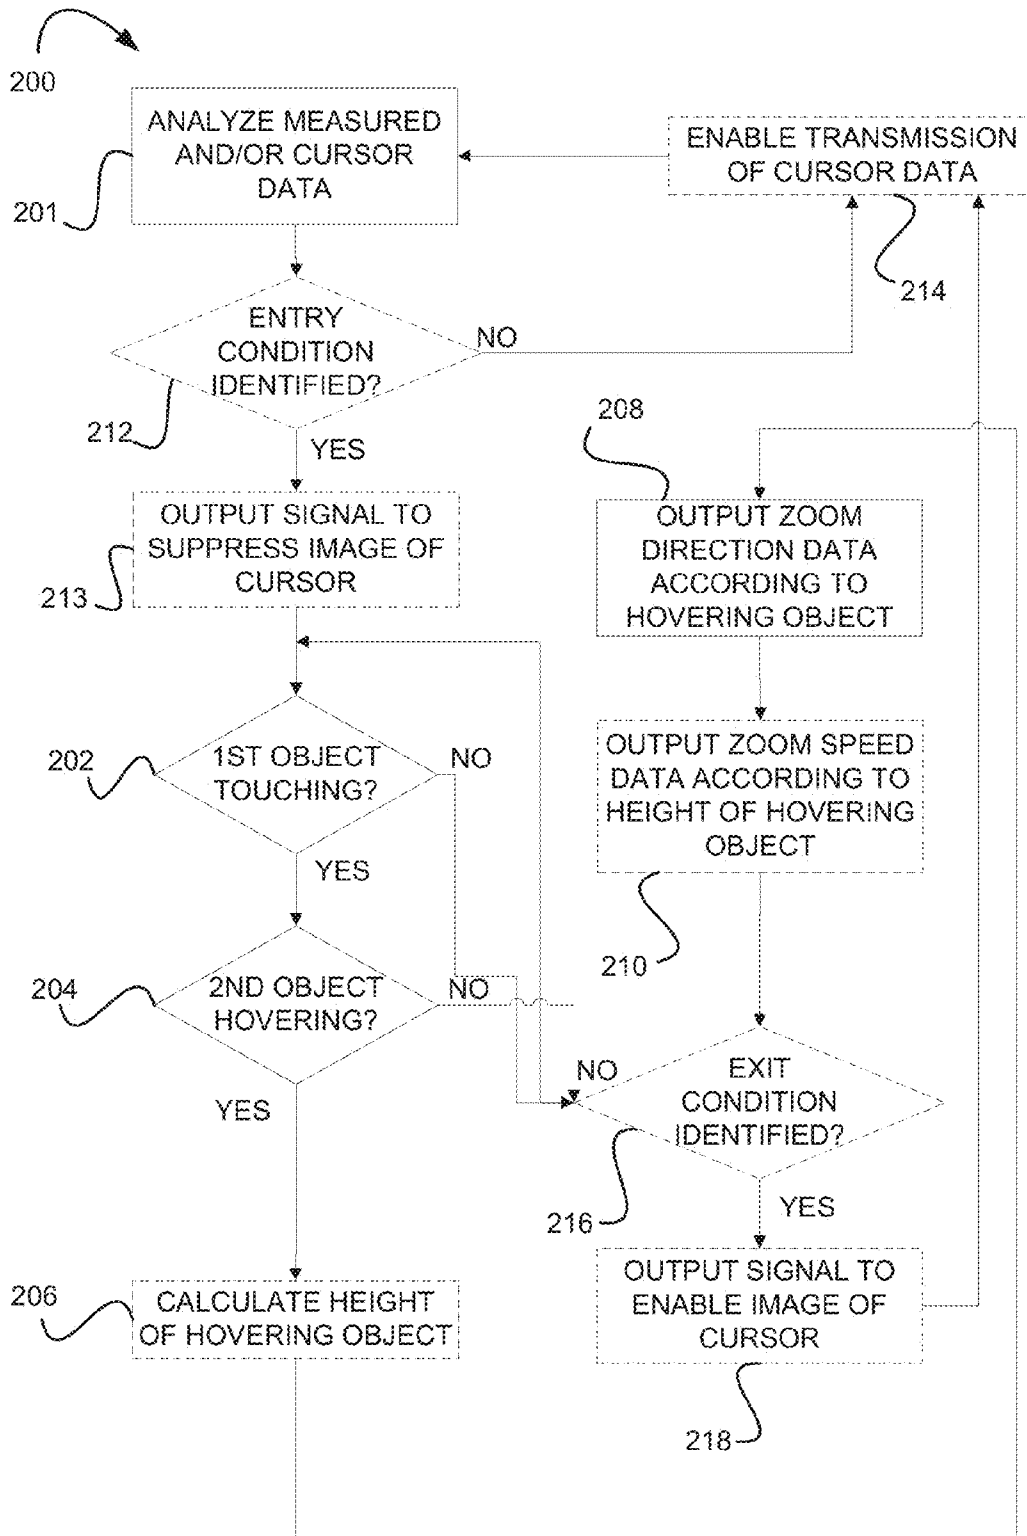 200
ANALYZE MEASURED
AND/OR CURSOR
DATA
201
ENABLE TRANSMISSION
OF CURSOR DATA
214
ENTRY
CONDITION
IDENTIFIED?
NO
212
YES
208
OUTPUT SIGNAL TO
SUPPRESS IMAGE OF
CURSOR
213
OUTPUT ZOOM
DIRECTION DATA
ACCORDING TO
HOVERING OBJECT
202
1ST OBJECT
TOUCHING?
NO
YES
OUTPUT ZOOM SPEED
DATA ACCORDING TO
HEIGHT OF HOVERING
OBJECT
210
204
2ND OBJECT
HOVERING?
NO
YES
NO
EXIT
CONDITION
IDENTIFIED?
216
YES
206
CALCULATE HEIGHT
OF HOVERING OBJECT
OUTPUT SIGNAL TO
ENABLE IMAGE OF
CURSOR
218